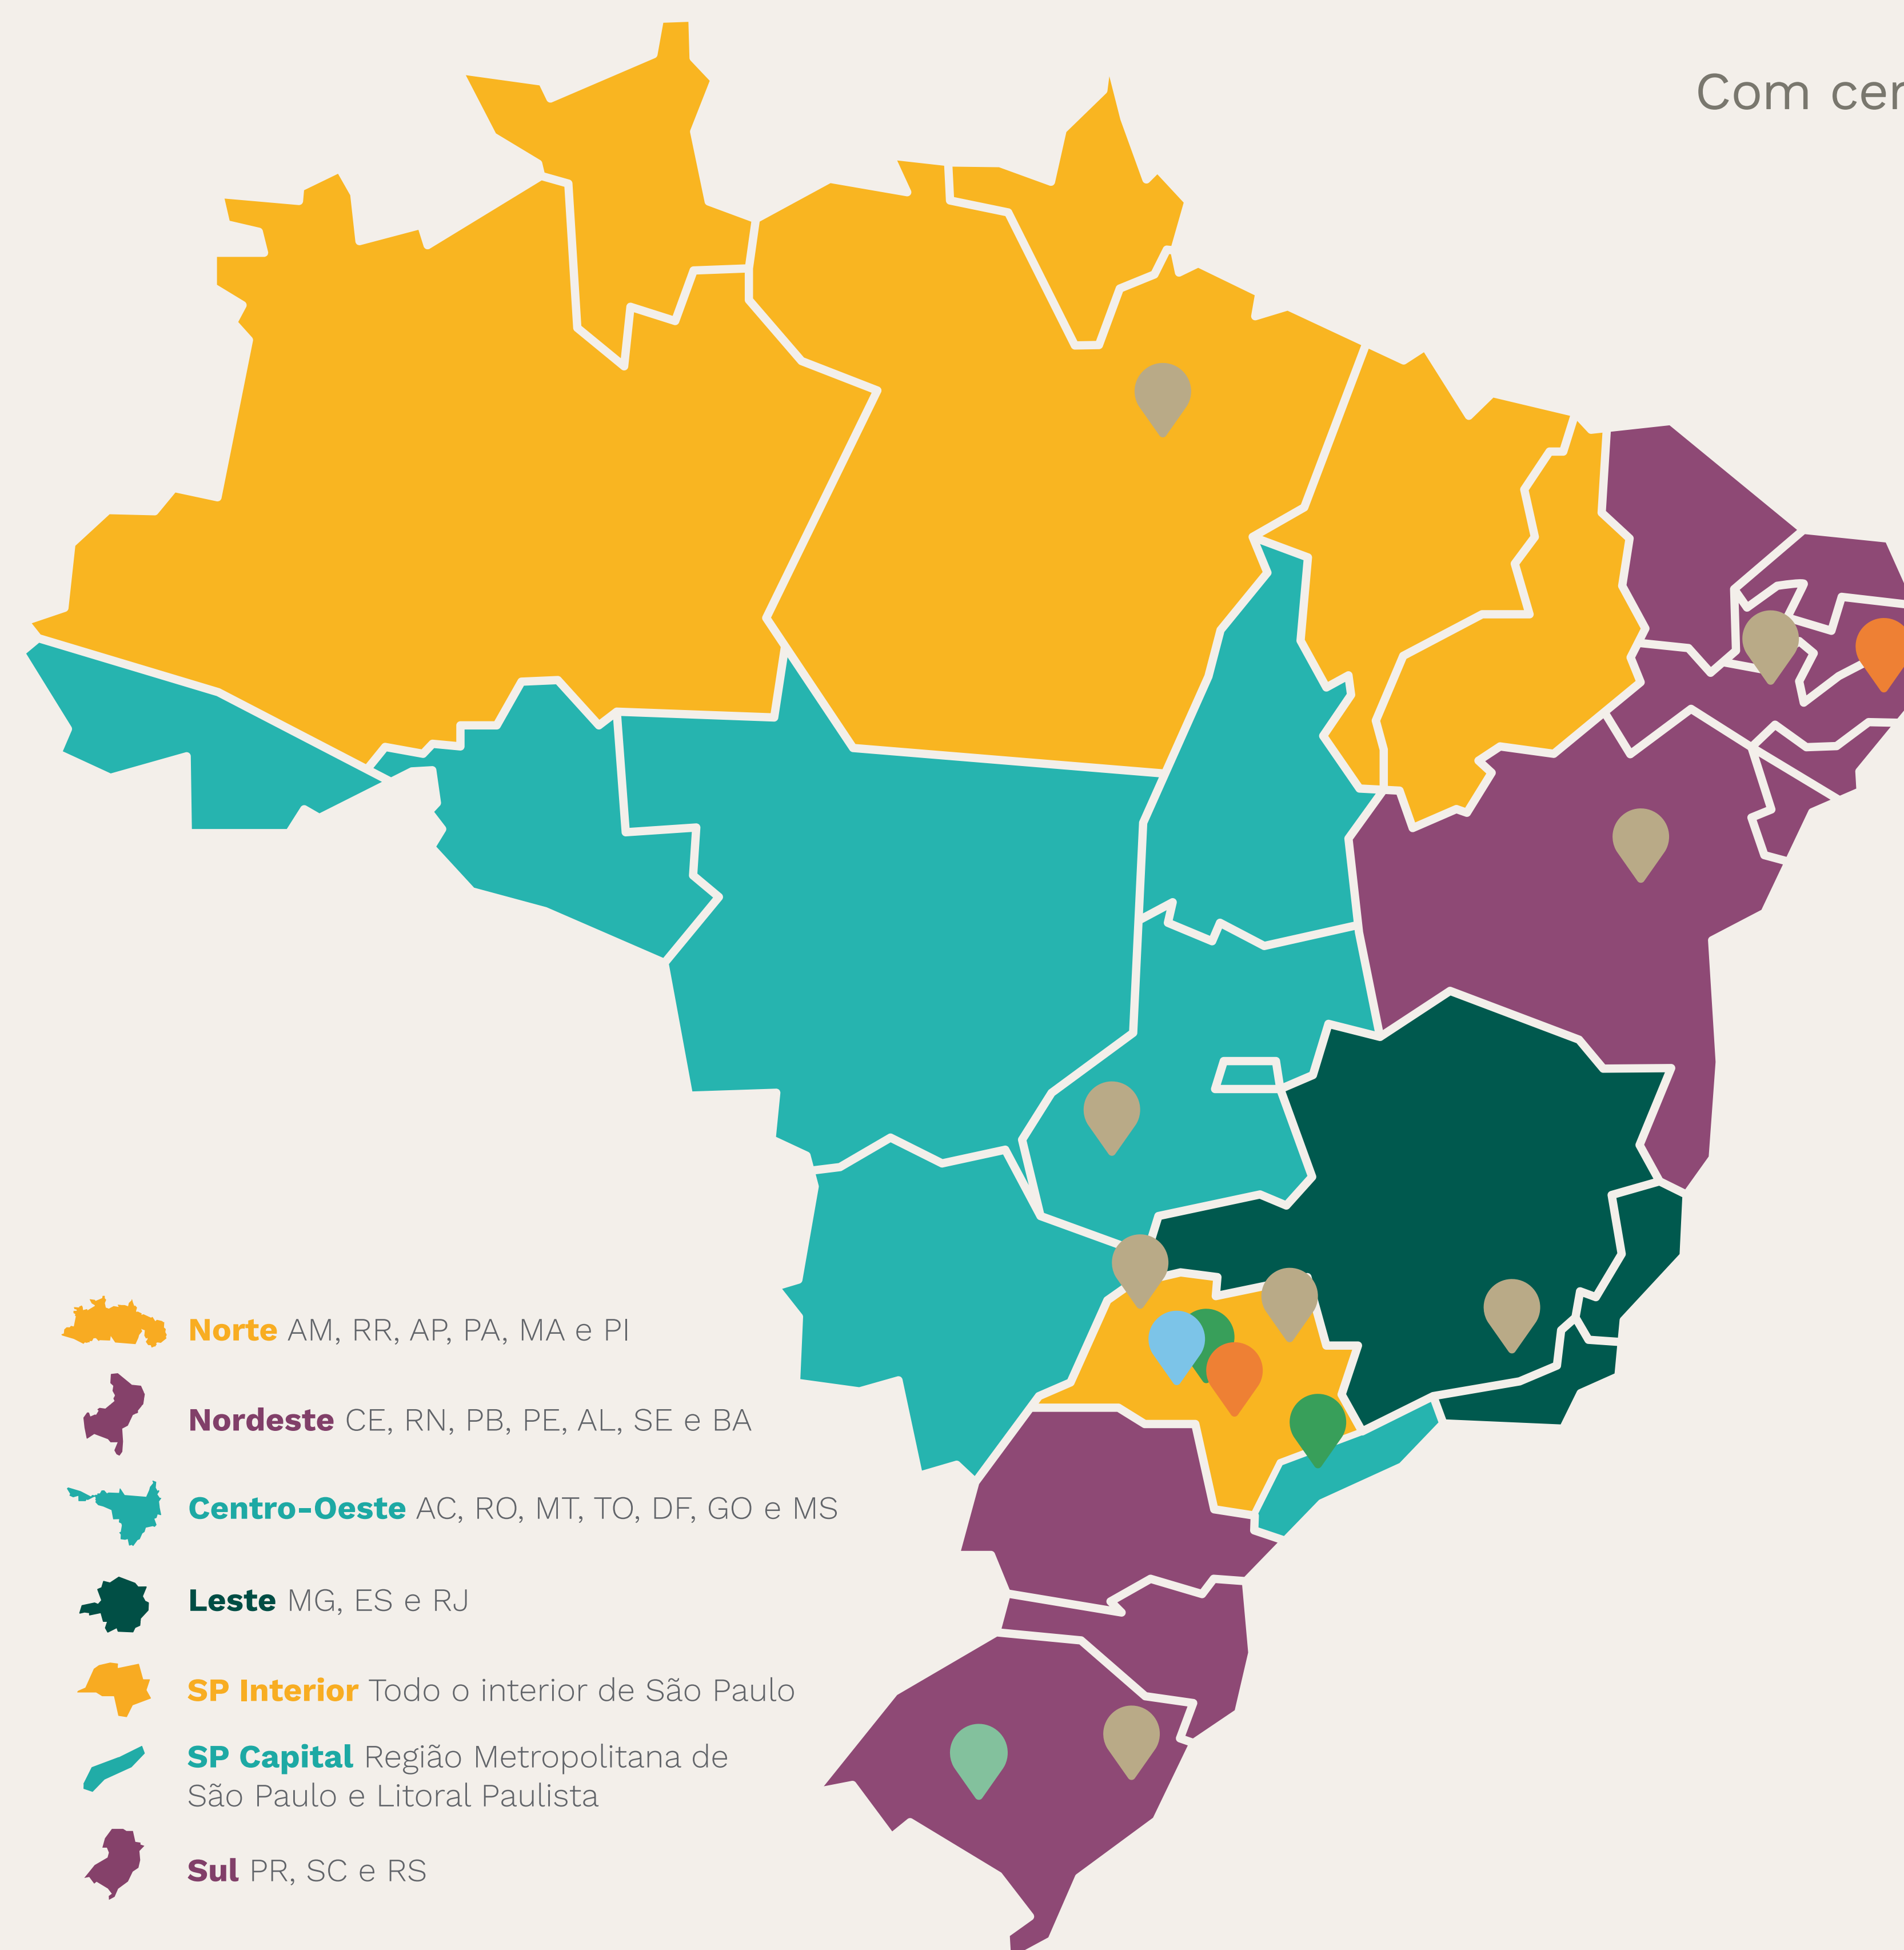 Com
Norte AM, RR, AP, PA, MA e PI
Nordeste CE, RN, PB, PE, AL, SE e BA
Centro-Oeste AC, RO, MT, TO, DF, GO e MS
Leste MG, ES e RJ
SP Interior Todo o interior de São Paulo
SP Capital Região Metropolitana de
São Paulo e Litoral Paulista
Sul PR, SC e RS